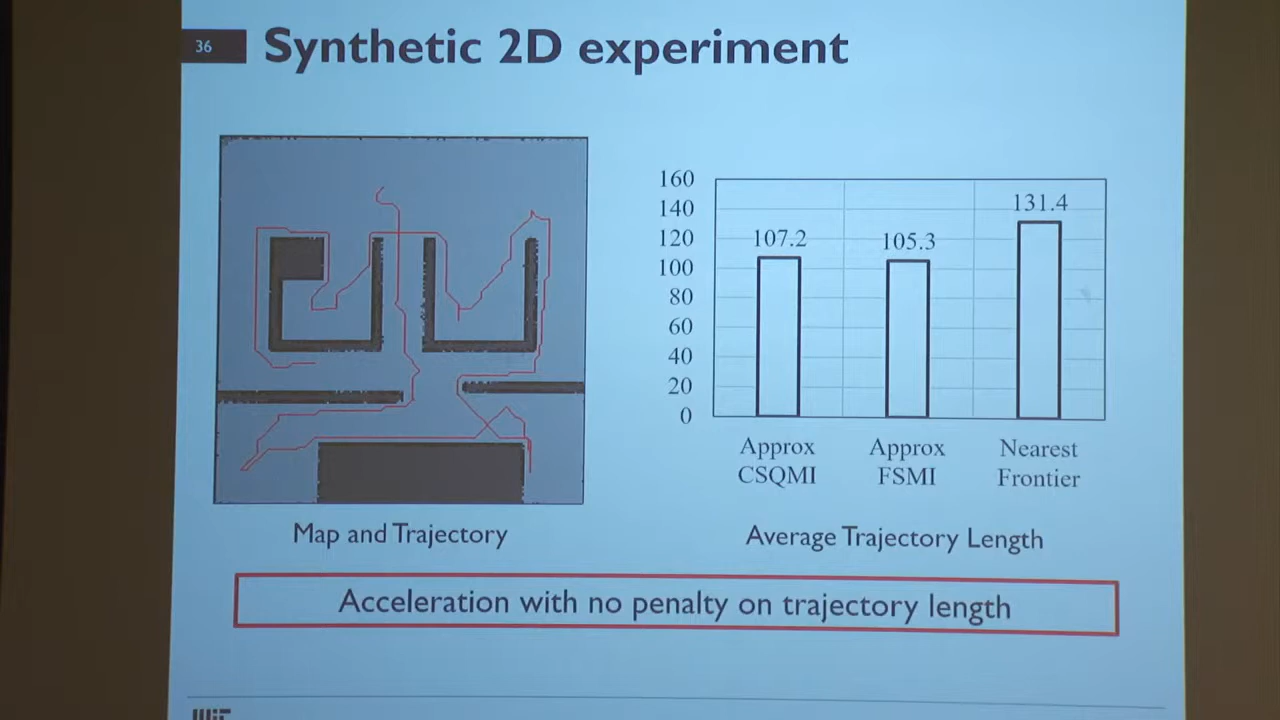 36
Synthetic 2D experiment
160
140
120
100
80
60
40
20
0
107.2
105.3
131.4
Approx
CSQMI
Approx
FSMI
Nearest
Frontier
Map and Trajectory
Average Trajectory Length
Acceleration with no penalty on trajectory length